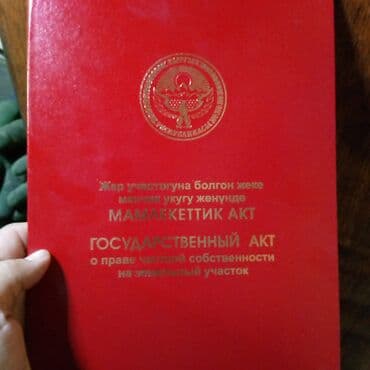 Жер участогуна болгон жеке
менчик укугу жөнүндө
МАМЛЕКЕТТИК АКТ
ГОСУДАРСТВЕННЫЙ АКТ
о праве частной собственности
на земельный участок